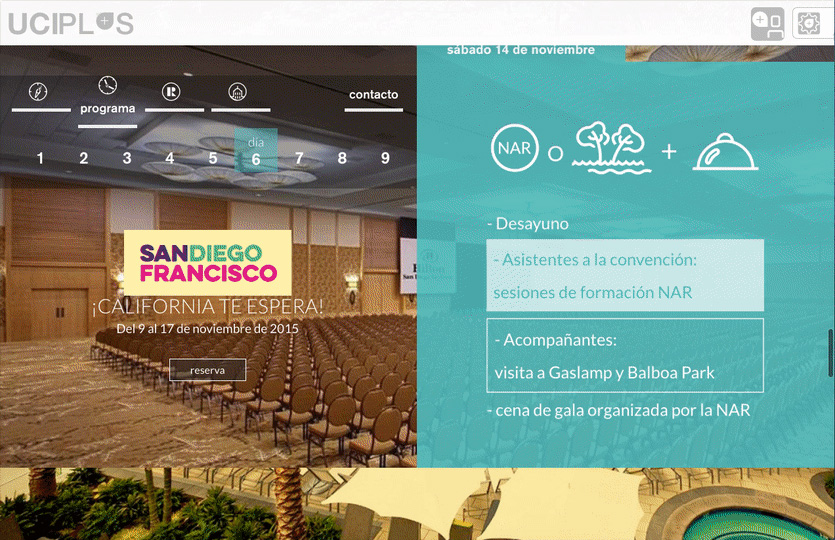 UCIPLUS
sábado 14 de noviembre
programa
contacto
día
1 2 3 4 5 6 7 8 9
NAR O +
SANDIEGO
FRANCISCO
¡CALIFORNIA TE ESPERA!
Del 9 al 17 de noviembre de 2015
reserva
Hilton
- Desayuno
- Asistentes a la convención:
sesiones de formación NAR
- Acompañantes:
visita a Gaslamp y Balboa Park
- cena de gala organizada por la NAR